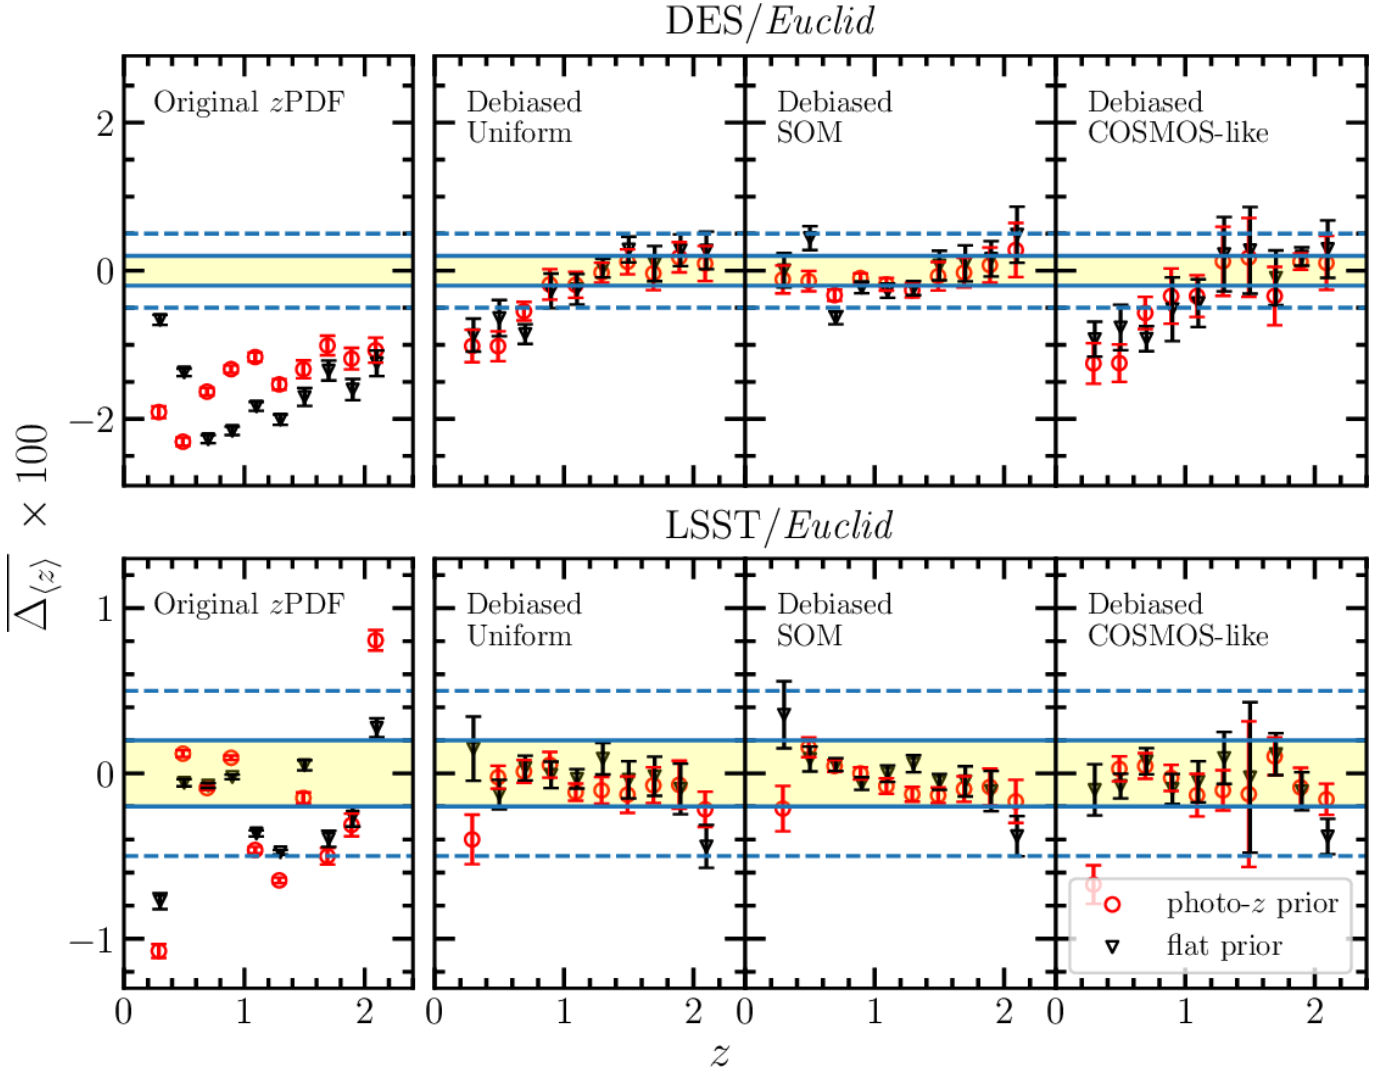 DES/Euclid
Original zPDF
Debiased
Uniform
Debiased
SOM
Debiased
COSMOS-like
2
0
−2
LSST/Euclid
Original zPDF
Debiased
Uniform
Debiased
SOM
Debiased
COSMOS-like
1
0
−1
photo-z prior
flat prior
0 1 2 0 1 2 0 1 2 0 1 2
z
Δ⟨z⟩ × 100